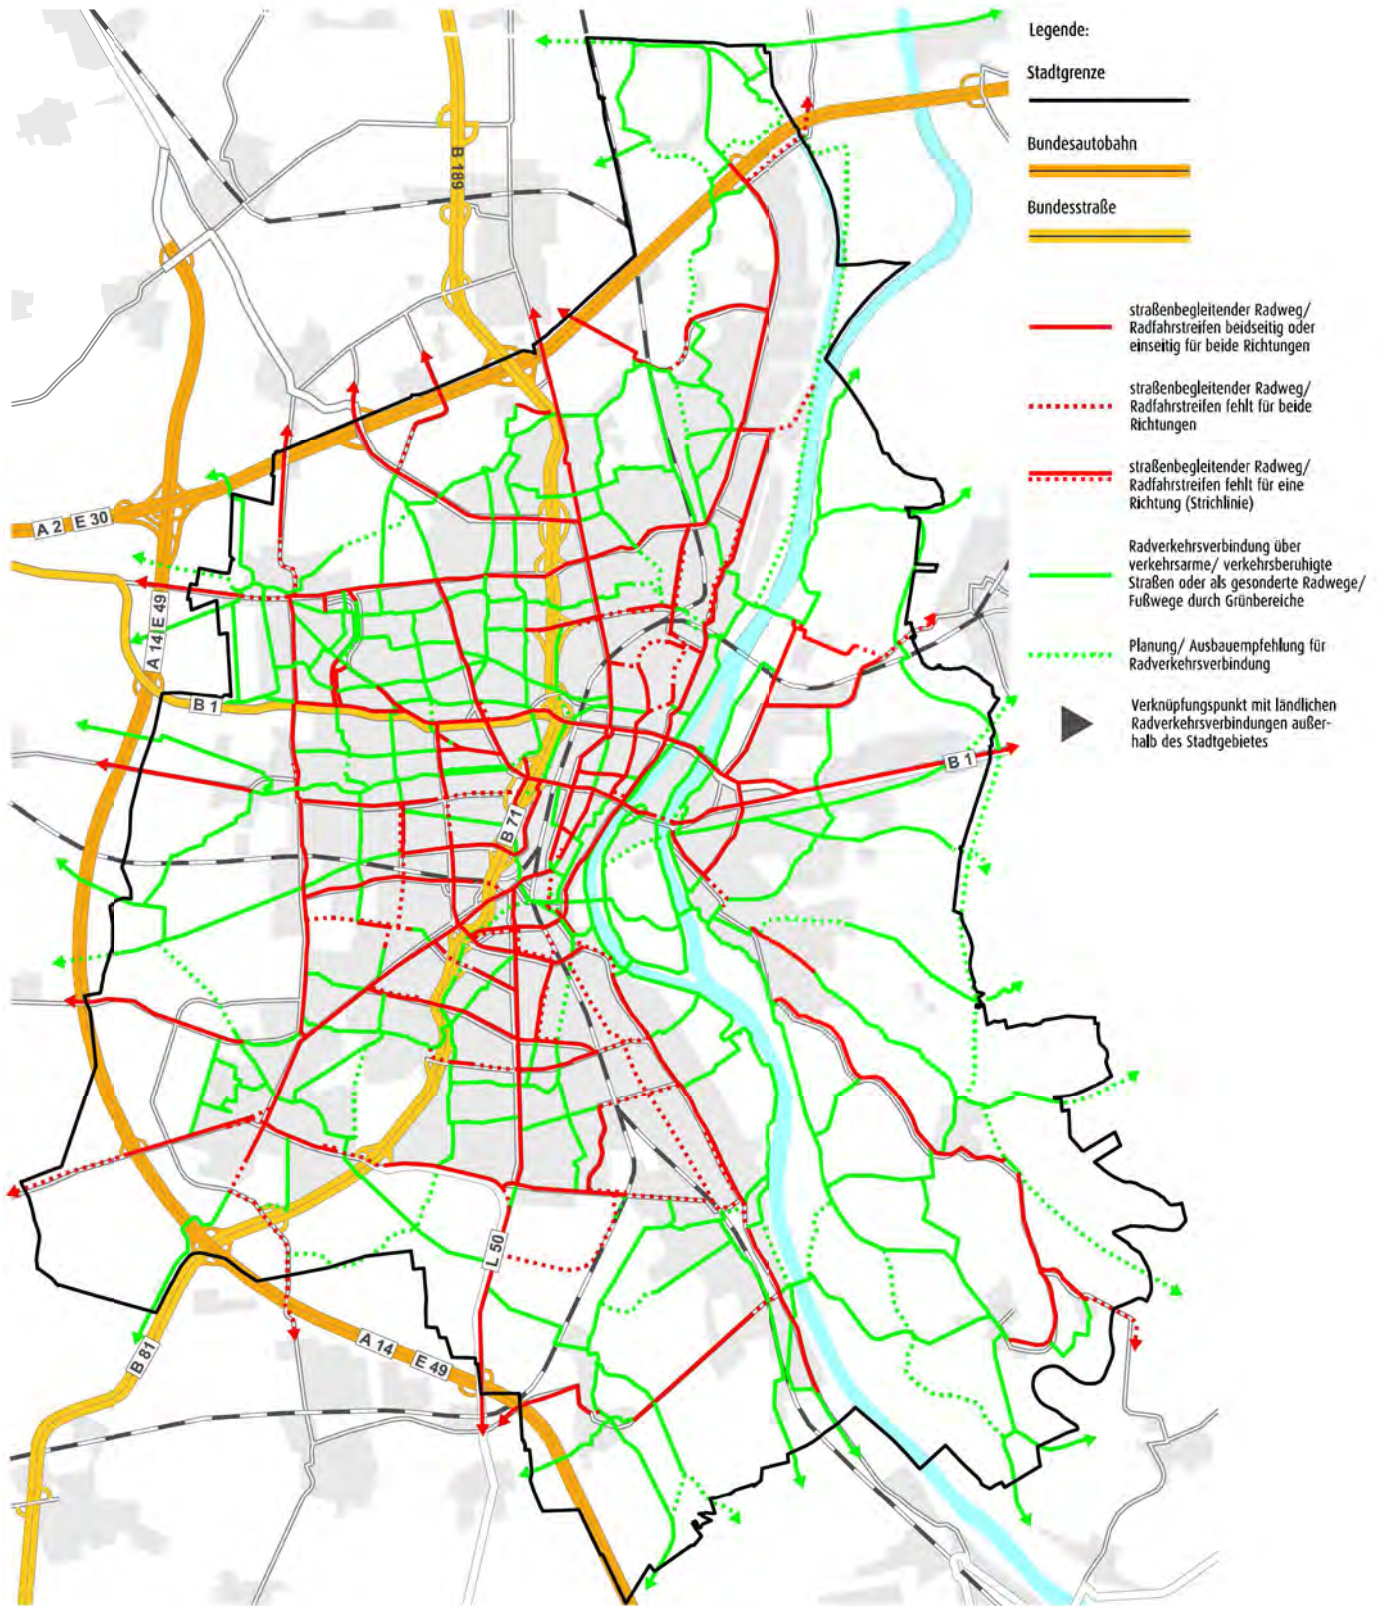 Legende:
Stadtgrenze
Bundesautobahn
Bundesstraße
straßenbegleitender Radweg/
Radfahrstreifen beidseitig oder
einseitig für beide Richtungen
straßenbegleitender Radweg/
Radfahrstreifen fehlt für beide
Richtungen
straßenbegleitender Radweg/
Radfahrstreifen fehlt für eine
Richtung (Strichlinie)
Radverkehrsverbindung über
verkehrsarme/ verkehrsberuhigte
Straßen oder als gesonderte Radwege/
Fußwege durch Grünbereiche
Planung/ Ausbauempfehlung für
Radverkehrsverbindung
Verknüpfungspunkt mit ländlichen
Radverkehrsverbindungen außer-
halb des Stadtgebietes
B 189
A 2 E 30
A 14 E 49
B 1
B 1
B 71
L 50
A 14 E 49
B 81